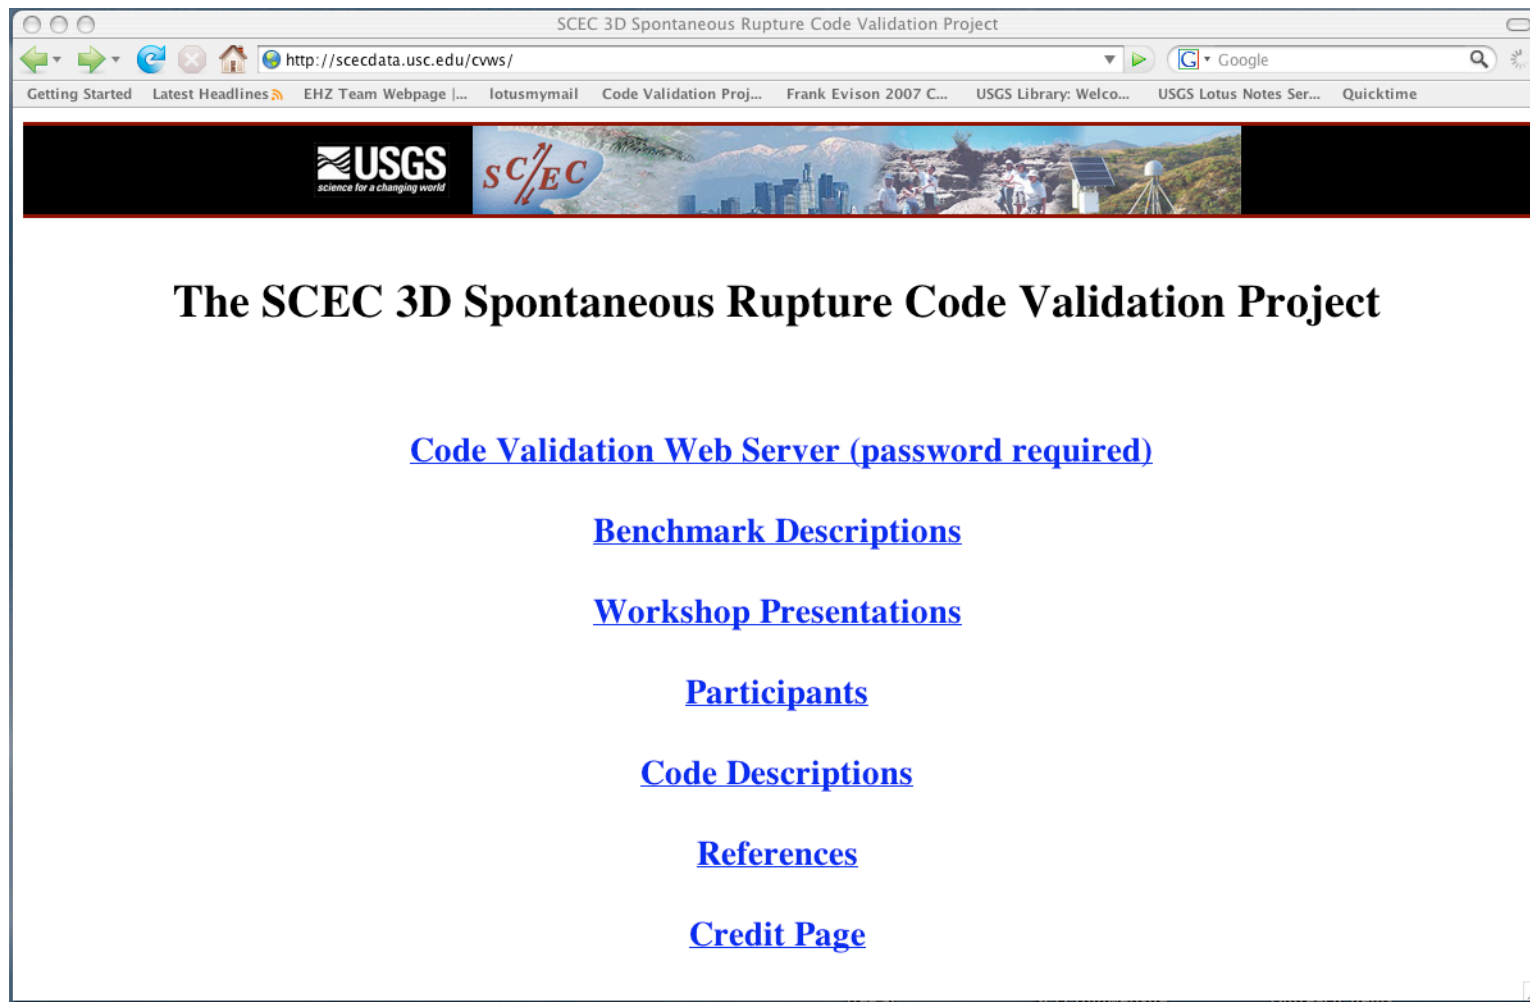 SCEC 3D Spontaneous Rupture Code Validation Project
http://scecdata.usc.edu/cvws/
G Google
Getting Started Latest Headlines EHZ Team Webpage |... lotusmymail Code Validation Proj... Frank Evison 2007 C... USGS Library: Welco... USGS Lotus Notes Ser... Quicktime
USGS
science for a changing world
SC/EC
The SCEC 3D Spontaneous Rupture Code Validation Project
Code Validation Web Server (password required)
Benchmark Descriptions
Workshop Presentations
Participants
Code Descriptions
References
Credit Page